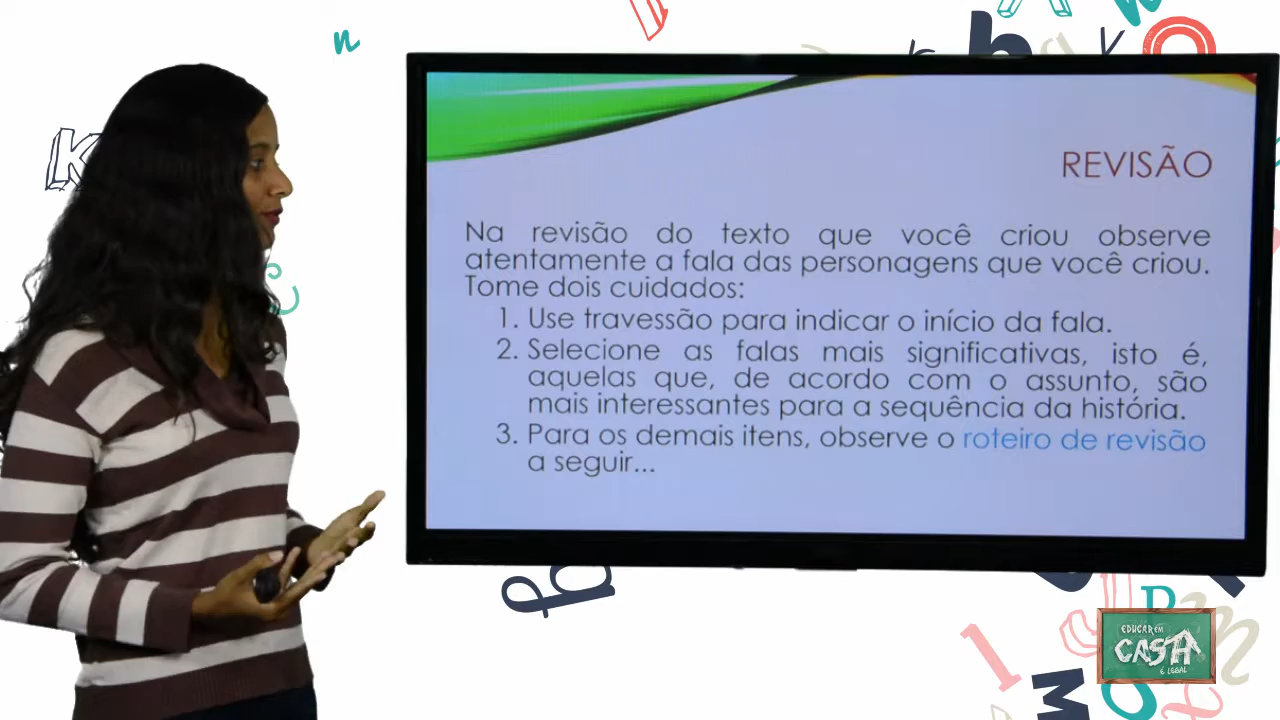 REVISÃO
Na revisão do texto que você criou observe
atentamente a fala das personagens que você criou.
Tome dois cuidados:
1. Use travessão para indicar o início da fala.
2. Selecione as falas mais significativas, isto é,
aquelas que, de acordo com o assunto, são
mais interessantes para a sequência da história.
3. Para os demais itens, observe o roteiro de revisão
a seguir...
EDUCAR EM
CASA
É LEGAL